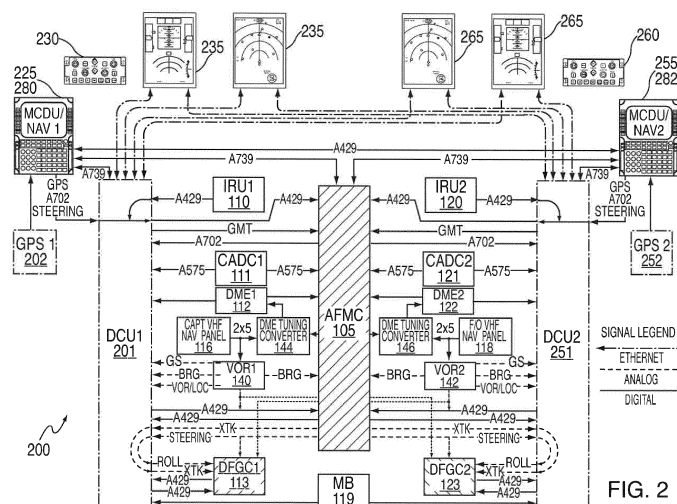 230
235
235
265
265
260
225
280
255
282
MCDU/
NAV 1
MCDU/
NAV2
A429
A739
A739
A739
A739
GPS
A702
STEERING
GPS
A702
STEERING
IRU1
110
IRU2
120
A429
A429
A429
A429
GMT
GMT
A702
A702
GPS 1
202
GPS 2
252
CADC1
111
CADC2
121
A575
A575
A575
A575
DME1
112
DME2
122
AFMC
105
DCU1
201
DCU2
251
CAPT VHF
NAV PANEL
116
2x5
DME TUNING
CONVERTER
144
DME TUNING
CONVERTER
146
2x5
F/O VHF
NAV PANEL
118
SIGNAL LEGEND
ETHERNET
ANALOG
DIGITAL
GS
BRG
VOR/LOC
VOR1
140
BRG
BRG
VOR2
142
GS
BRG
VOR/LOC
A429
A429
A429
A429
XTK
STEERING
XTK
STEERING
ROLL
XTK
A429
A429
DFGC1
113
DFGC2
123
ROLL
XTK
A429
A429
MB
119
200
FIG. 2